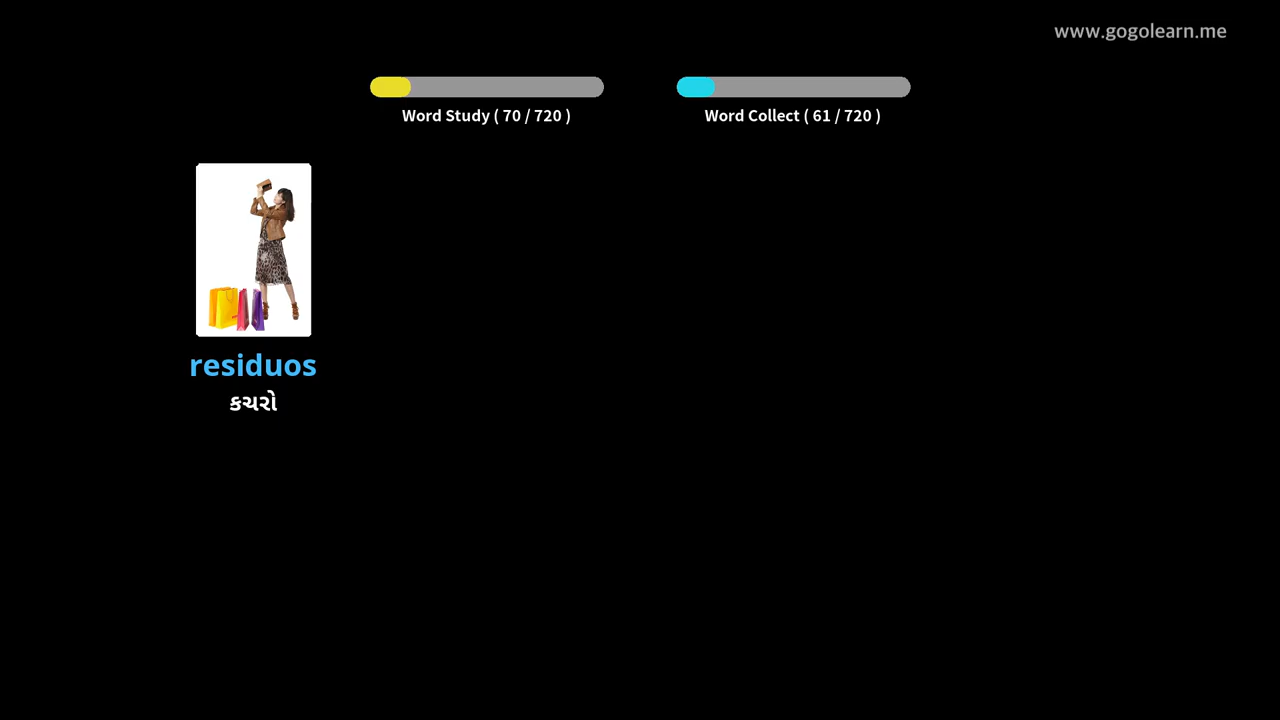 www.gogolearn.me
Word Study ( 70 / 720 )
Word Collect ( 61 / 720 )
residuos
કચરો